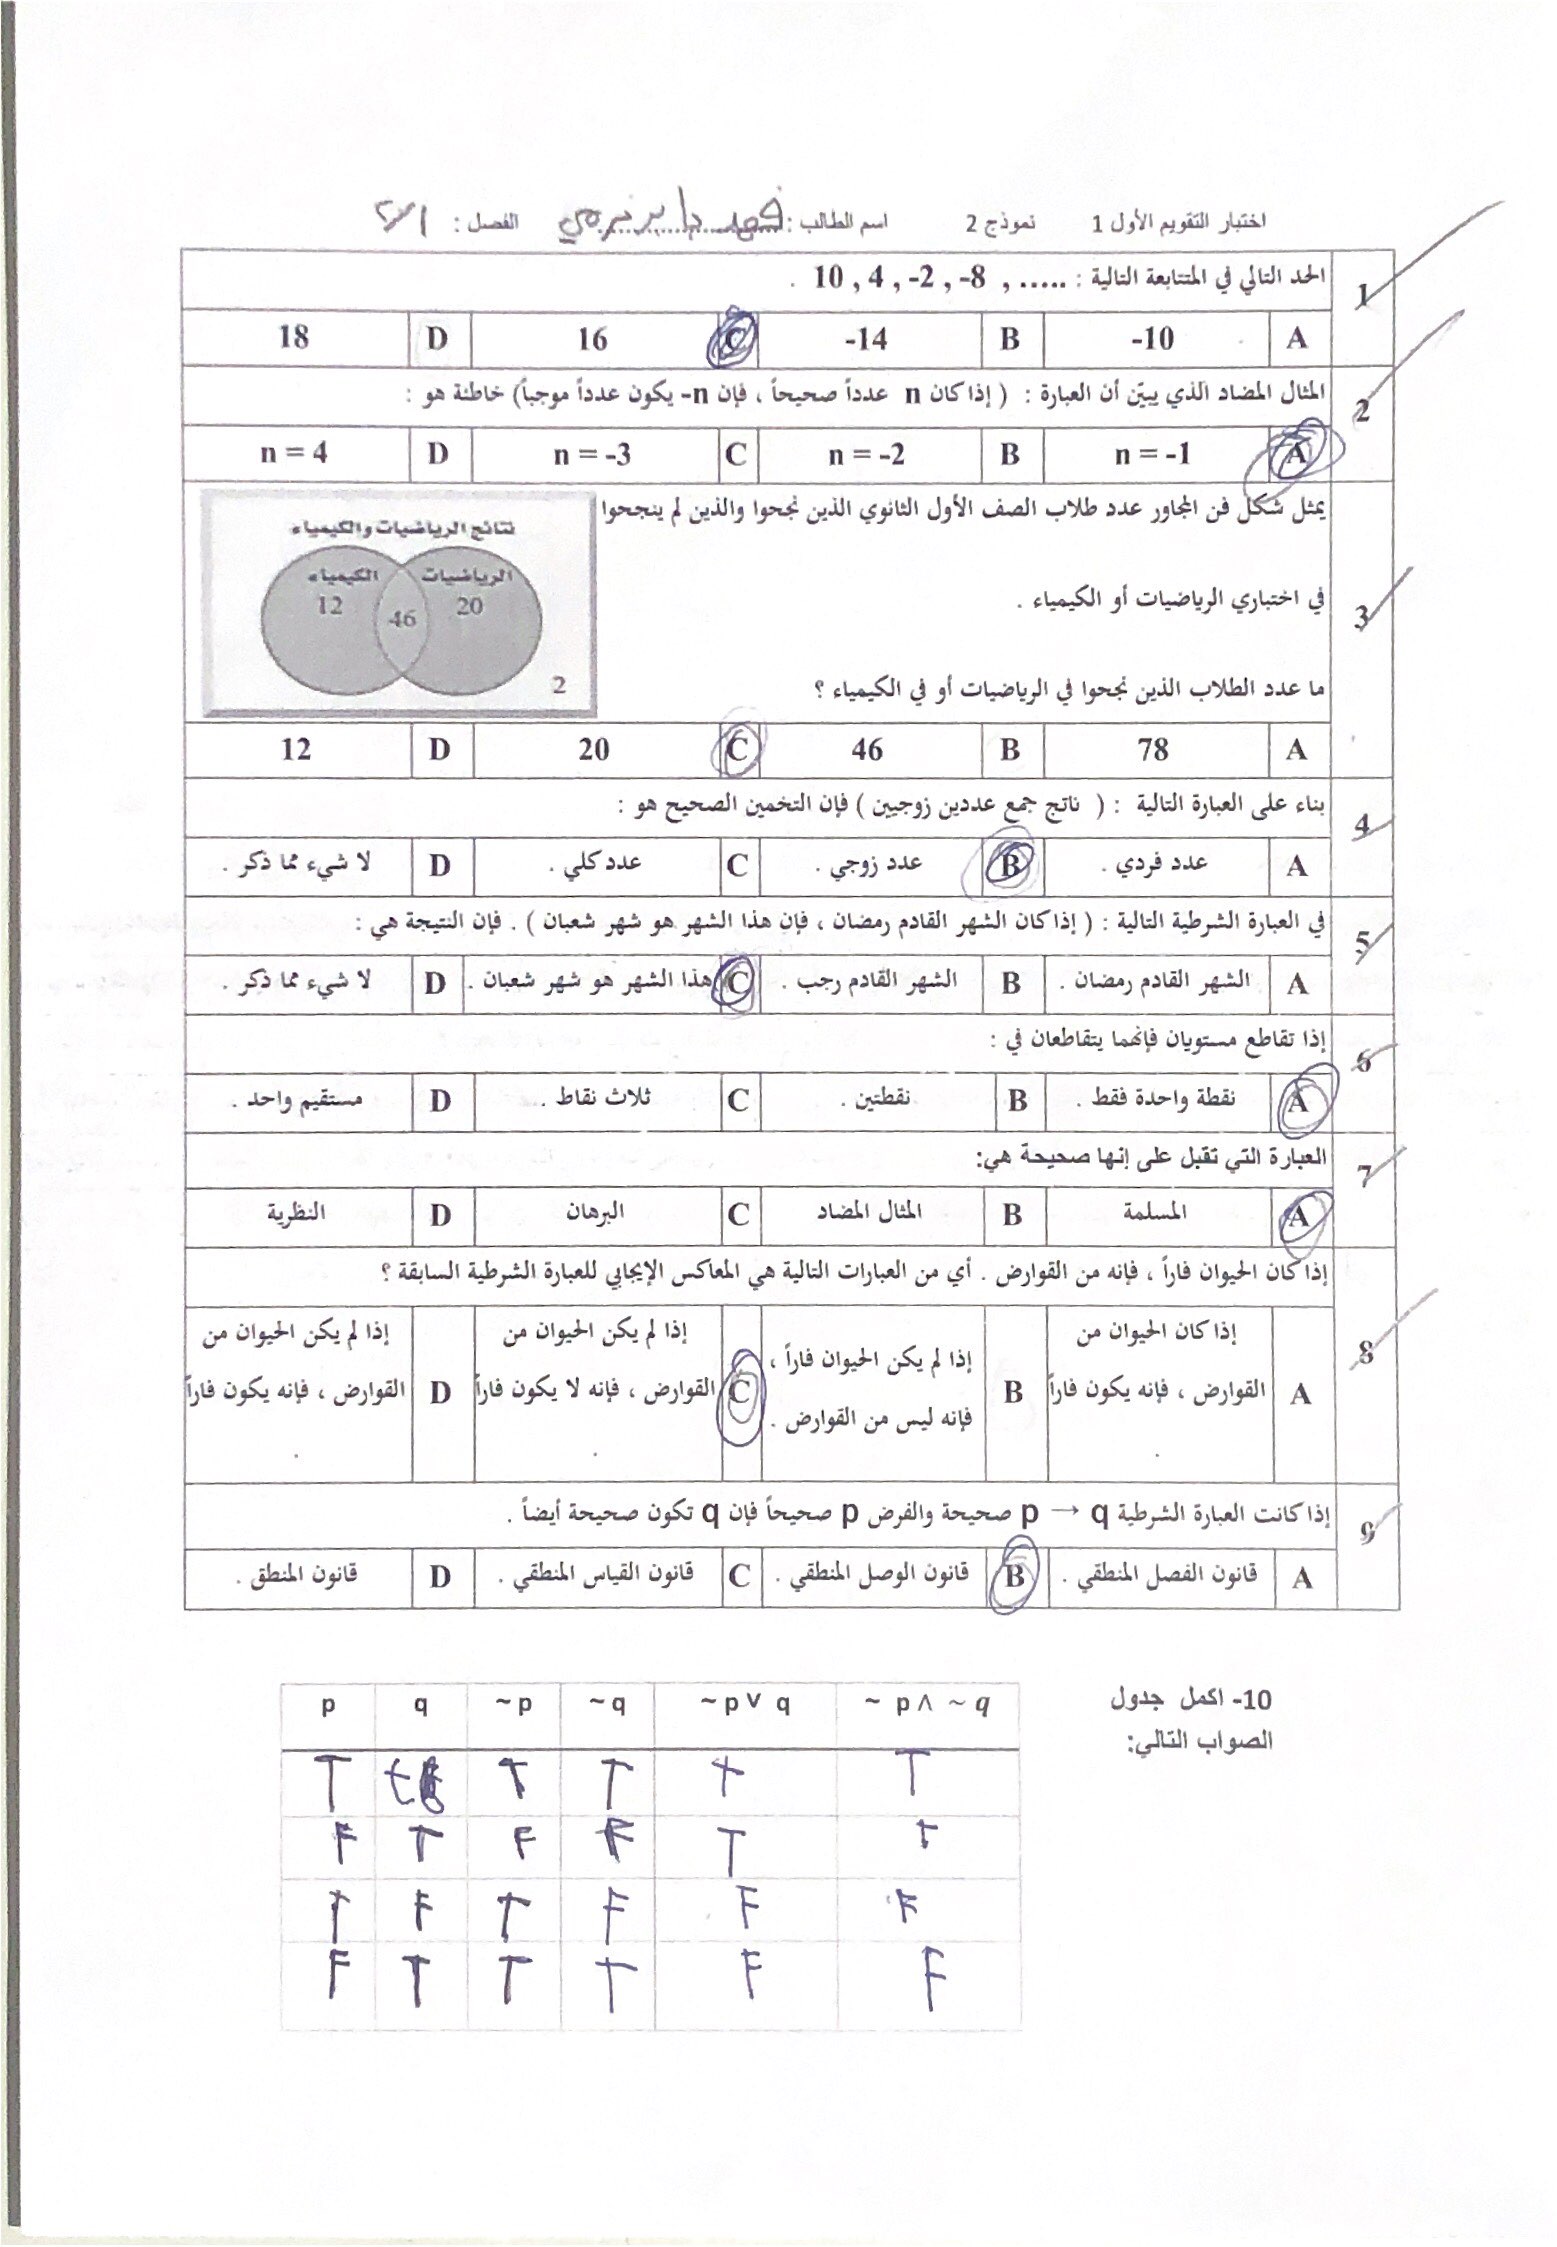 اختبار التقويم الأول 1 نموذج 2 اسم الطالب : فهد الفصل : ١/٢
1 الحد التالي في المتتابعة التالية : ..... , 10 , 4 , -2 , -8 .
A -10 B -14 C 16 D 18
2 المثال المضاد الذي يبيّن أن العبارة : ( إذا كان n عدداً صحيحاً ، فإن n- يكون عدداً موجباً) خاطئة هو :
A n = -1 B n = -2 C n = -3 D n = 4
3 يمثل شكل فن المجاور عدد طلاب الصف الأول الثانوي الذين نجحوا والذين لم ينجحوا
في اختباري الرياضيات أو الكيمياء .
ما عدد الطلاب الذين نجحوا في الرياضيات أو في الكيمياء ؟
نتائج الرياضيات والكيمياء
الرياضيات الكيمياء
20 46 12
2
A 78 B 46 C 20 D 12
4 بناء على العبارة التالية : ( ناتج جمع عددين زوجيين ) فإن التخمين الصحيح هو :
A عدد فردي . B عدد زوجي . C عدد كلي . D لا شيء مما ذكر .
5 في العبارة الشرطية التالية : ( إذا كان الشهر القادم رمضان ، فإن هذا الشهر هو شهر شعبان ) . فإن النتيجة هي :
A الشهر القادم رمضان . B الشهر القادم رجب . C هذا الشهر هو شهر شعبان . D لا شيء مما ذكر .
6 إذا تقاطع مستويان فإنهما يتقاطعان في :
A نقطة واحدة فقط . B نقطتين . C ثلاث نقاط . D مستقيم واحد .
7 العبارة التي تقبل على إنها صحيحة هي:
A المسلمة B المثال المضاد C البرهان D النظرية
8 إذا كان الحيوان فاراً ، فإنه من القوارض . أي من العبارات التالية هي المعاكس الإيجابي للعبارة الشرطية السابقة ؟
A إذا كان الحيوان من القوارض ، فإنه يكون فاراً . B إذا لم يكن الحيوان فاراً ، فإنه ليس من القوارض . C إذا لم يكن الحيوان من القوارض ، فإنه لا يكون فاراً . D إذا لم يكن الحيوان من القوارض ، فإنه يكون فاراً .
9 إذا كانت العبارة الشرطية p → q صحيحة والفرض p صحيحاً فإن q تكون صحيحة أيضاً .
A قانون الفصل المنطقي . B قانون الوصل المنطقي . C قانون القياس المنطقي . D قانون المنطق .
10- اكمل جدول
الصواب التالي:
p q ~p ~q ~p ∨ q ~ p ∧ ~ q
T t T T T T
F T F F T T
T F T F F F
F T T T F F